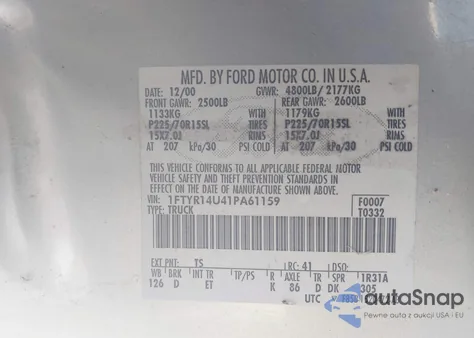 MFD. BY FORD MOTOR CO. IN U.S.A.
DATE: 12/00 GVWR: 4800LB/2177KG
FRONT GAWR: 2500LB REAR GAWR: 2600LB
1133KG WITH 1179KG WITH
P225/70R15SL TIRES P225/70R15SL TIRES
15X7.0J RIMS 15X7.0J RIMS
AT 207 kPa/30 PSI COLD AT 207 kPa/30 PSI COLD
THIS VEHICLE CONFORMS TO ALL APPLICABLE FEDERAL MOTOR
VEHICLE SAFETY AND THEFT PREVENTION STANDARDS IN
EFFECT ON THE DATE OF MANUFACTURE SHOWN ABOVE.
VIN: 1FTYR14U41PA61159 F0007
TYPE: TRUCK T0332
EXT PNT: TS RC: 41 DSO:
WB BRK INT TR TP/PS R AXLE TR SPR 1R31A
126 D ET K 86 D DK 305
UTC
autoSnap
Pewne auta z aukcji USA i EU